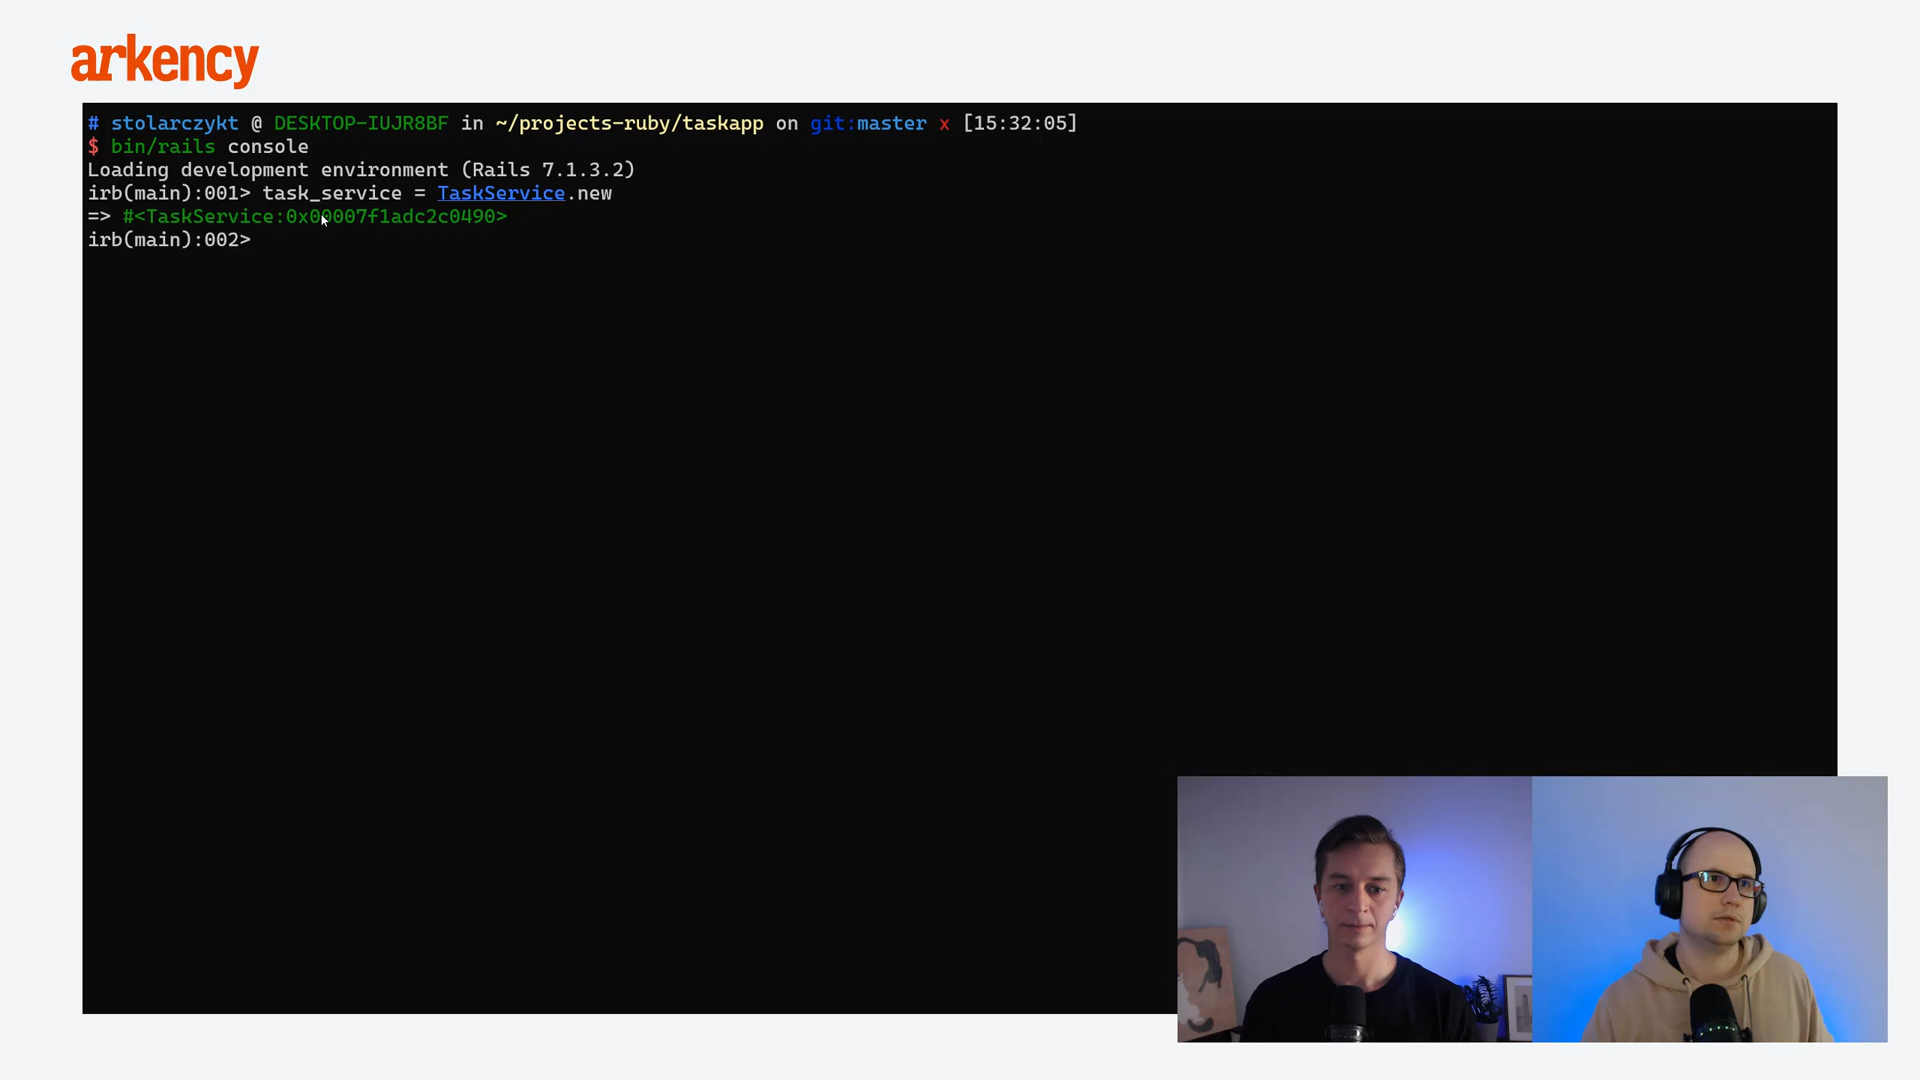 arkency
# stolarczykt @ DESKTOP-IUJR8BF in ~/projects-ruby/taskapp on git:master x [15:32:05]
$ bin/rails console
Loading development environment (Rails 7.1.3.2)
irb(main):001> task_service = TaskService.new
=> #<TaskService:0x00007f1adc2c0490>
irb(main):002>